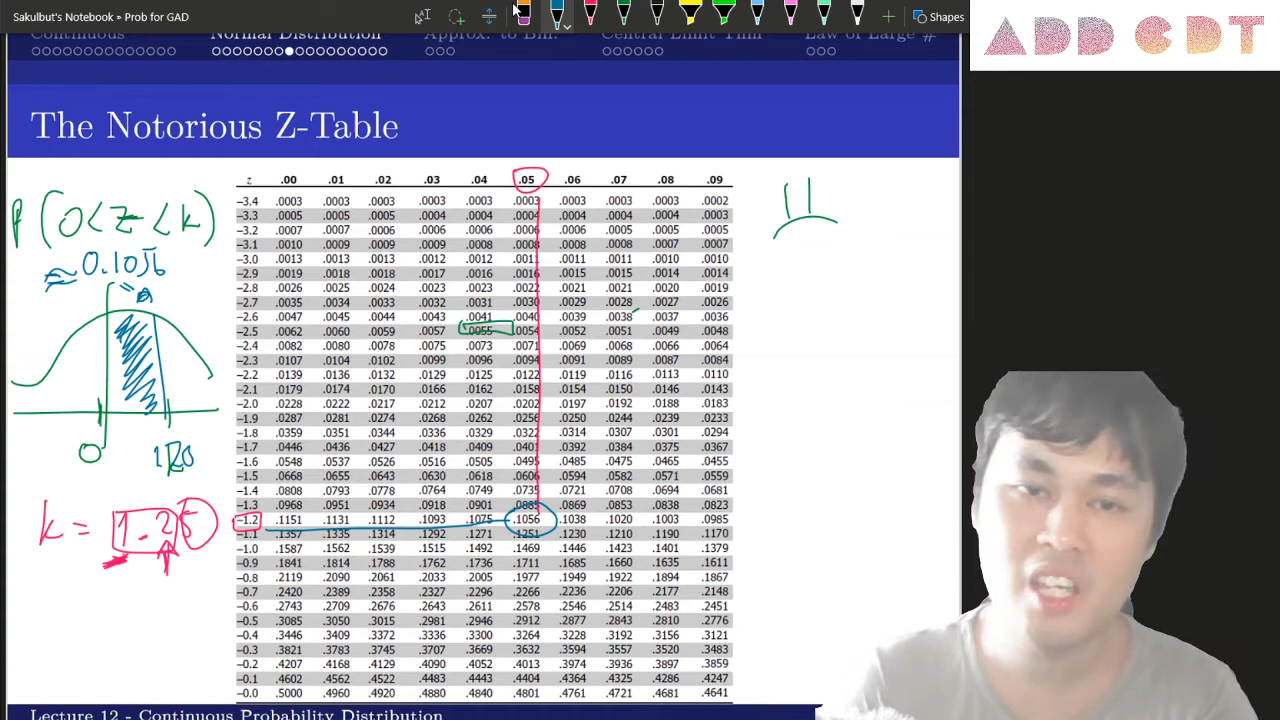 Sakulbut's Notebook » Prob for GAD
Shapes
ADD CDT
Continuous Normal Distribution Approx. to Bin. Central Limit Thm Law of Large #
The Notorious Z-Table
z .00 .01 .02 .03 .04 .05 .06 .07 .08 .09
−3.4 .0003 .0003 .0003 .0003 .0003 .0003 .0003 .0003 .0003 .0002
−3.3 .0005 .0005 .0005 .0004 .0004 .0004 .0004 .0004 .0004 .0003
−3.2 .0007 .0007 .0006 .0006 .0006 .0006 .0006 .0005 .0005 .0005
−3.1 .0010 .0009 .0009 .0009 .0008 .0008 .0008 .0008 .0007 .0007
−3.0 .0013 .0013 .0013 .0012 .0012 .0011 .0011 .0011 .0010 .0010
−2.9 .0019 .0018 .0018 .0017 .0016 .0016 .0015 .0015 .0014 .0014
−2.8 .0026 .0025 .0024 .0023 .0023 .0022 .0021 .0021 .0020 .0019
−2.7 .0035 .0034 .0033 .0032 .0031 .0030 .0029 .0028 .0027 .0026
−2.6 .0047 .0045 .0044 .0043 .0041 .0040 .0039 .0038 .0037 .0036
−2.5 .0062 .0060 .0059 .0057 .0055 .0054 .0052 .0051 .0049 .0048
−2.4 .0082 .0080 .0078 .0075 .0073 .0071 .0069 .0068 .0066 .0064
−2.3 .0107 .0104 .0102 .0099 .0096 .0094 .0091 .0089 .0087 .0084
−2.2 .0139 .0136 .0132 .0129 .0125 .0122 .0119 .0116 .0113 .0110
−2.1 .0179 .0174 .0170 .0166 .0162 .0158 .0154 .0150 .0146 .0143
−2.0 .0228 .0222 .0217 .0212 .0207 .0202 .0197 .0192 .0188 .0183
−1.9 .0287 .0281 .0274 .0268 .0262 .0256 .0250 .0244 .0239 .0233
−1.8 .0359 .0351 .0344 .0336 .0329 .0322 .0314 .0307 .0301 .0294
−1.7 .0446 .0436 .0427 .0418 .0409 .0401 .0392 .0384 .0375 .0367
−1.6 .0548 .0537 .0526 .0516 .0505 .0495 .0485 .0475 .0465 .0455
−1.5 .0668 .0655 .0643 .0630 .0618 .0606 .0594 .0582 .0571 .0559
−1.4 .0808 .0793 .0778 .0764 .0749 .0735 .0721 .0708 .0694 .0681
−1.3 .0968 .0951 .0934 .0918 .0901 .0885 .0869 .0853 .0838 .0823
−1.2 .1151 .1131 .1112 .1093 .1075 .1056 .1038 .1020 .1003 .0985
−1.1 .1357 .1335 .1314 .1292 .1271 .1251 .1230 .1210 .1190 .1170
−1.0 .1587 .1562 .1539 .1515 .1492 .1469 .1446 .1423 .1401 .1379
−0.9 .1841 .1814 .1788 .1762 .1736 .1711 .1685 .1660 .1635 .1611
−0.8 .2119 .2090 .2061 .2033 .2005 .1977 .1949 .1922 .1894 .1867
−0.7 .2420 .2389 .2358 .2327 .2296 .2266 .2236 .2206 .2177 .2148
−0.6 .2743 .2709 .2676 .2643 .2611 .2578 .2546 .2514 .2483 .2451
−0.5 .3085 .3050 .3015 .2981 .2946 .2912 .2877 .2843 .2810 .2776
−0.4 .3446 .3409 .3372 .3336 .3300 .3264 .3228 .3192 .3156 .3121
−0.3 .3821 .3783 .3745 .3707 .3669 .3632 .3594 .3557 .3520 .3483
−0.2 .4207 .4168 .4129 .4090 .4052 .4013 .3974 .3936 .3897 .3859
−0.1 .4602 .4562 .4522 .4483 .4443 .4404 .4364 .4325 .4286 .4247
−0.0 .5000 .4960 .4920 .4880 .4840 .4801 .4761 .4721 .4681 .4641
P(0<z<k)
≈ 0.1056
0
k = 1.25
Lecture 12 - Continuous Probability Distribution